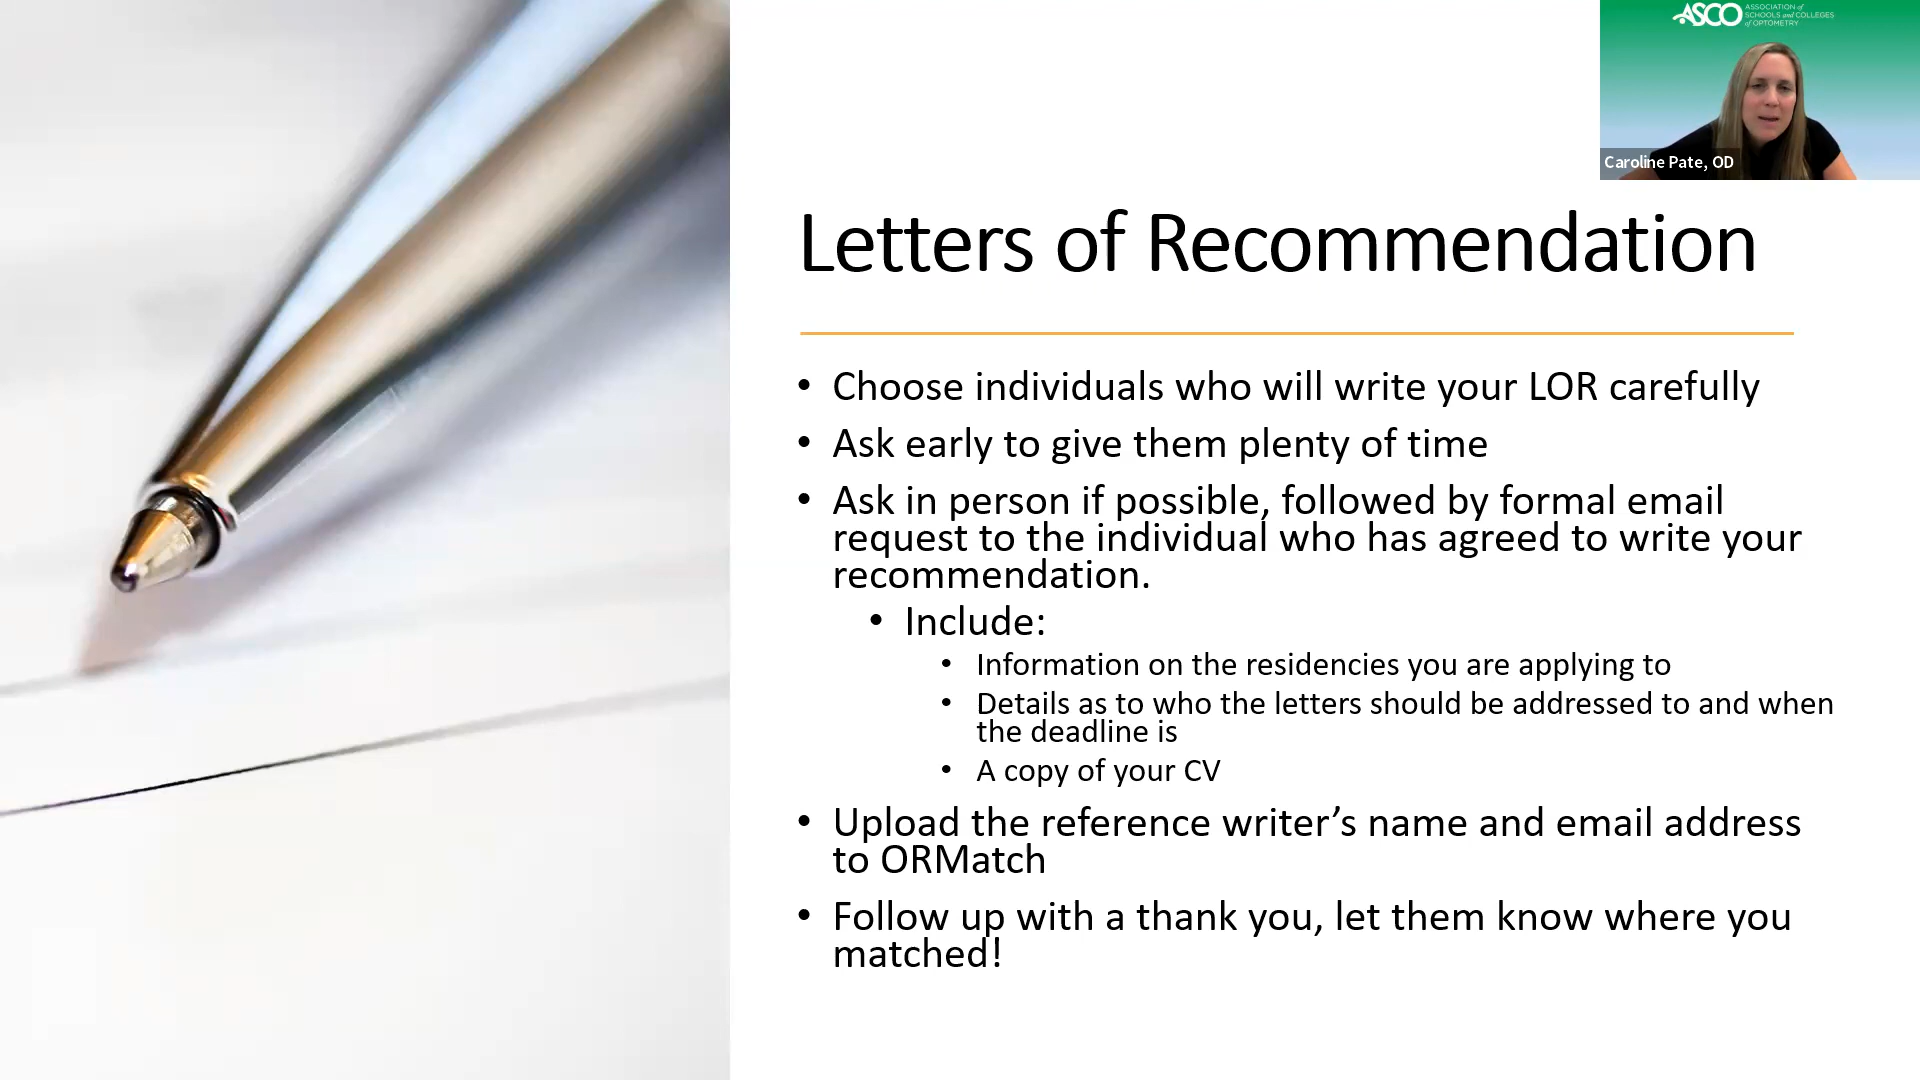 ASCO
ASSOCIATION of
SCHOOLS and COLLEGES
of OPTOMETRY
Caroline Pate, OD
Letters of Recommendation
• Choose individuals who will write your LOR carefully
• Ask early to give them plenty of time
• Ask in person if possible, followed by formal email
request to the individual who has agreed to write your
recommendation.
• Include:
• Information on the residencies you are applying to
• Details as to who the letters should be addressed to and when
the deadline is
• A copy of your CV
• Upload the reference writer’s name and email address
to ORMatch
• Follow up with a thank you, let them know where you
matched!